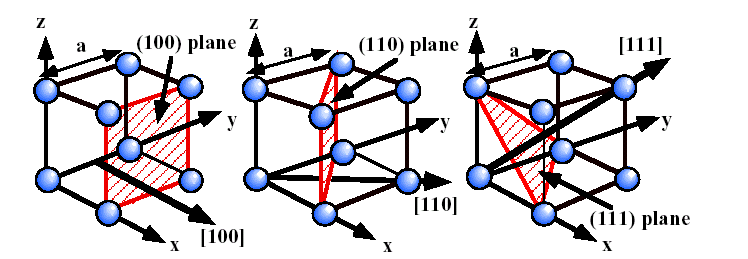 z
a
(100) plane
y
x
[100]
z
a
(110) plane
y
x
[110]
z
a
[111]
y
x
(111) plane